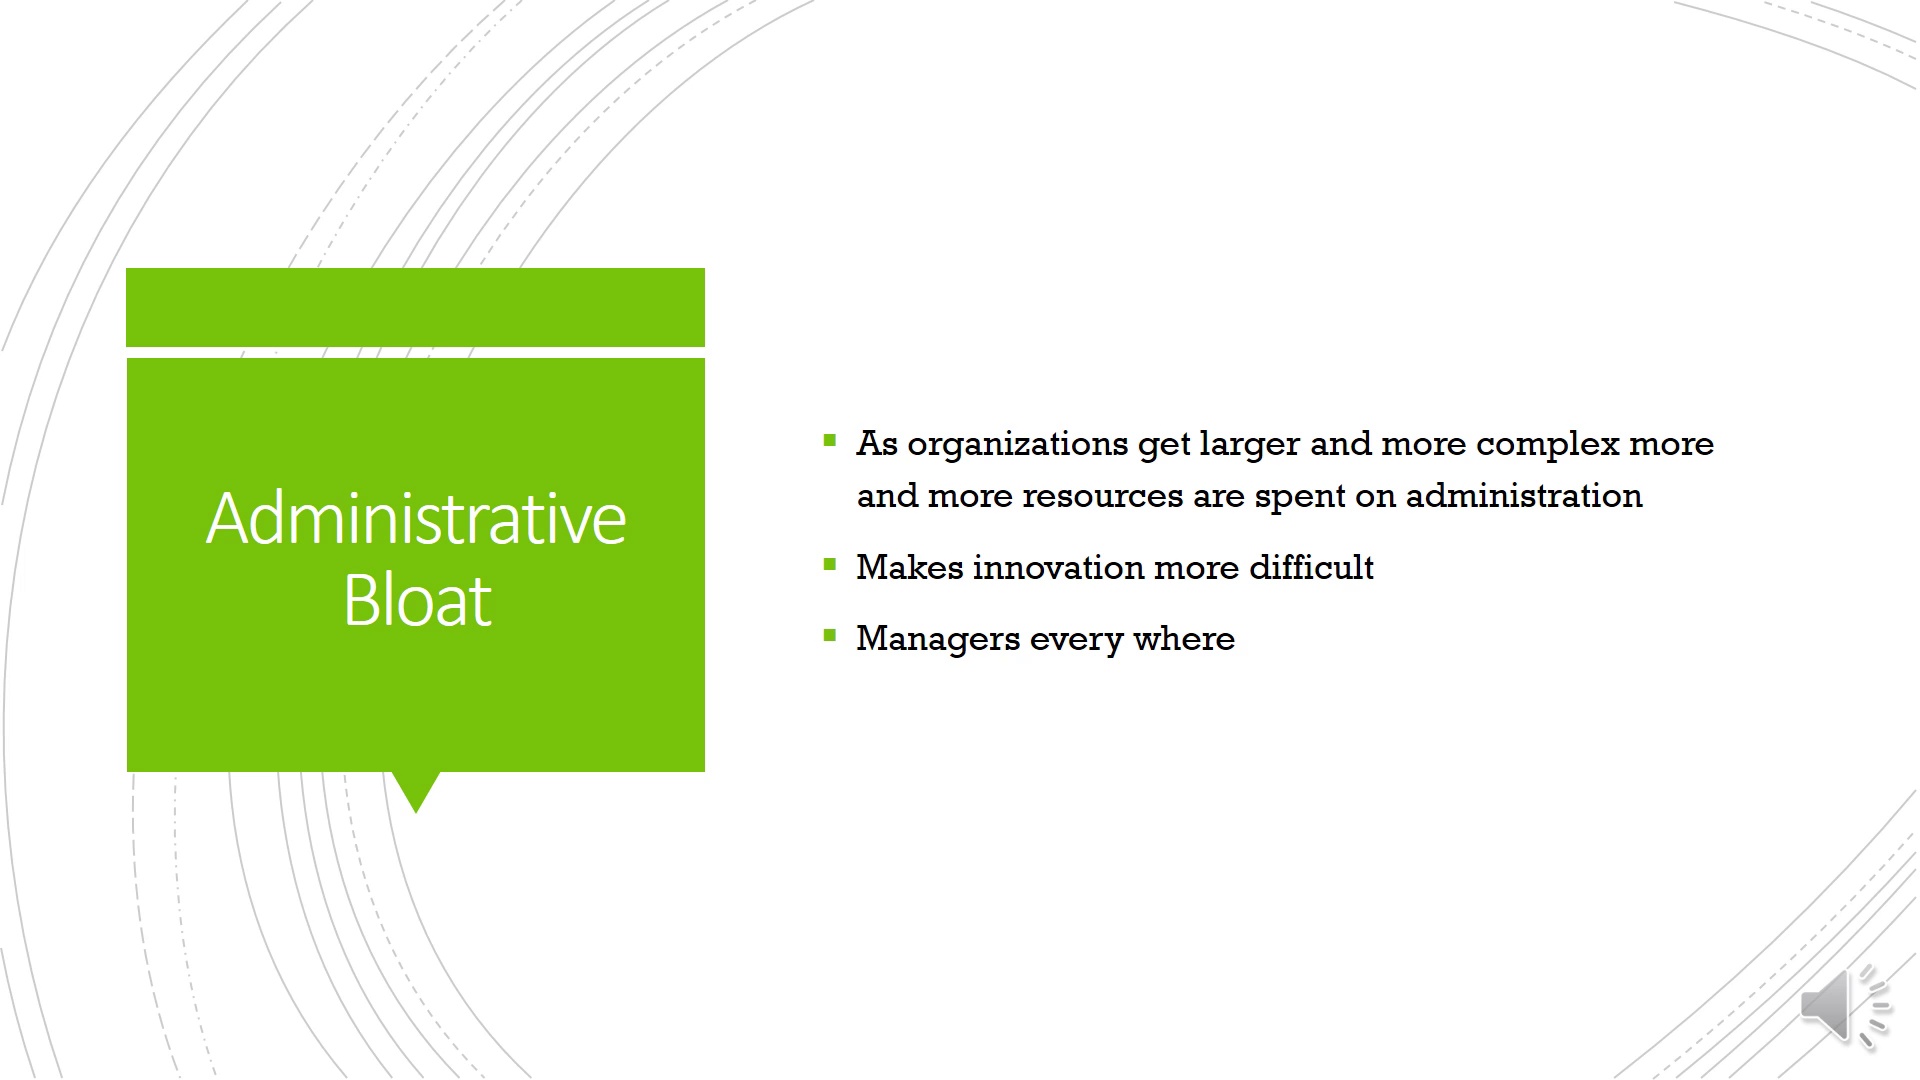 Administrative
Bloat
As organizations get larger and more complex more
and more resources are spent on administration
Makes innovation more difficult
Managers every where